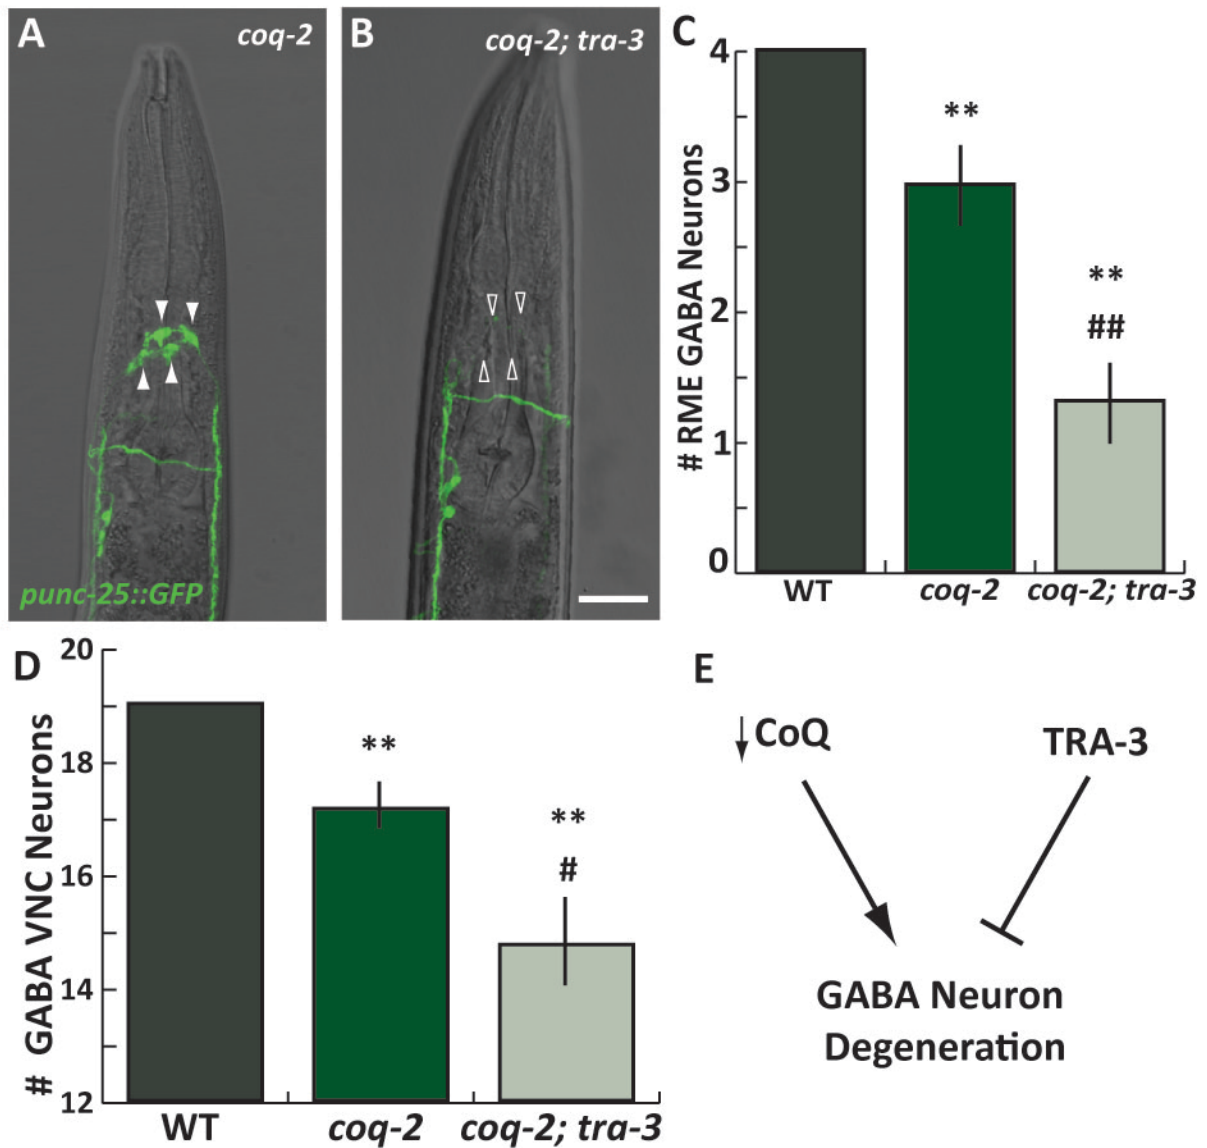 A
coq-2
B
coq-2; tra-3
punc-25::GFP
C
# RME GABA Neurons
4
3
2
1
0
**
**
##
WT
coq-2
coq-2; tra-3
D
# GABA VNC Neurons
20
18
16
14
12
**
**
#
WT
coq-2
coq-2; tra-3
E
↓CoQ
TRA-3
GABA Neuron
Degeneration